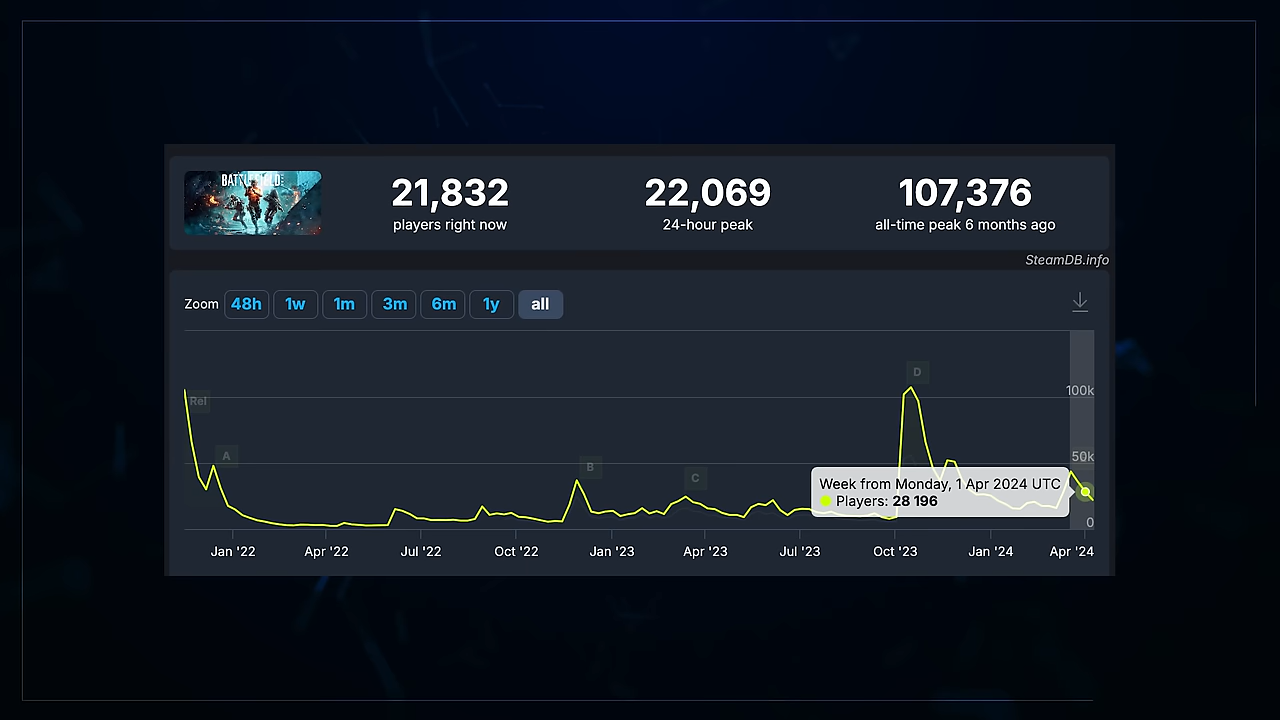 BATTLEFIELD
21,832
players right now
22,069
24-hour peak
107,376
all-time peak 6 months ago
SteamDB.info
Zoom 48h 1w 1m 3m 6m 1y all
Rel
A
B
C
D
100k
50k
0
Week from Monday, 1 Apr 2024 UTC
Players: 28 196
Jan '22 Apr '22 Jul '22 Oct '22 Jan '23 Apr '23 Jul '23 Oct '23 Jan '24 Apr '24